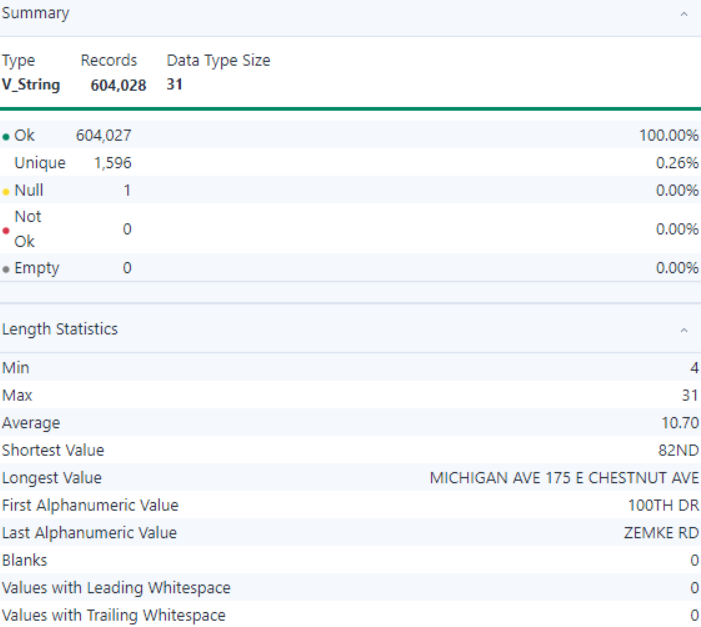 Summary
Type Records Data Type Size
V_String 604,028 31
Ok 604,027 100.00%
Unique 1,596 0.26%
Null 1 0.00%
Not
Ok 0 0.00%
Empty 0 0.00%
Length Statistics
Min 4
Max 31
Average 10.70
Shortest Value 82ND
Longest Value MICHIGAN AVE 175 E CHESTNUT AVE
First Alphanumeric Value 100TH DR
Last Alphanumeric Value ZEMKE RD
Blanks 0
Values with Leading Whitespace 0
Values with Trailing Whitespace 0